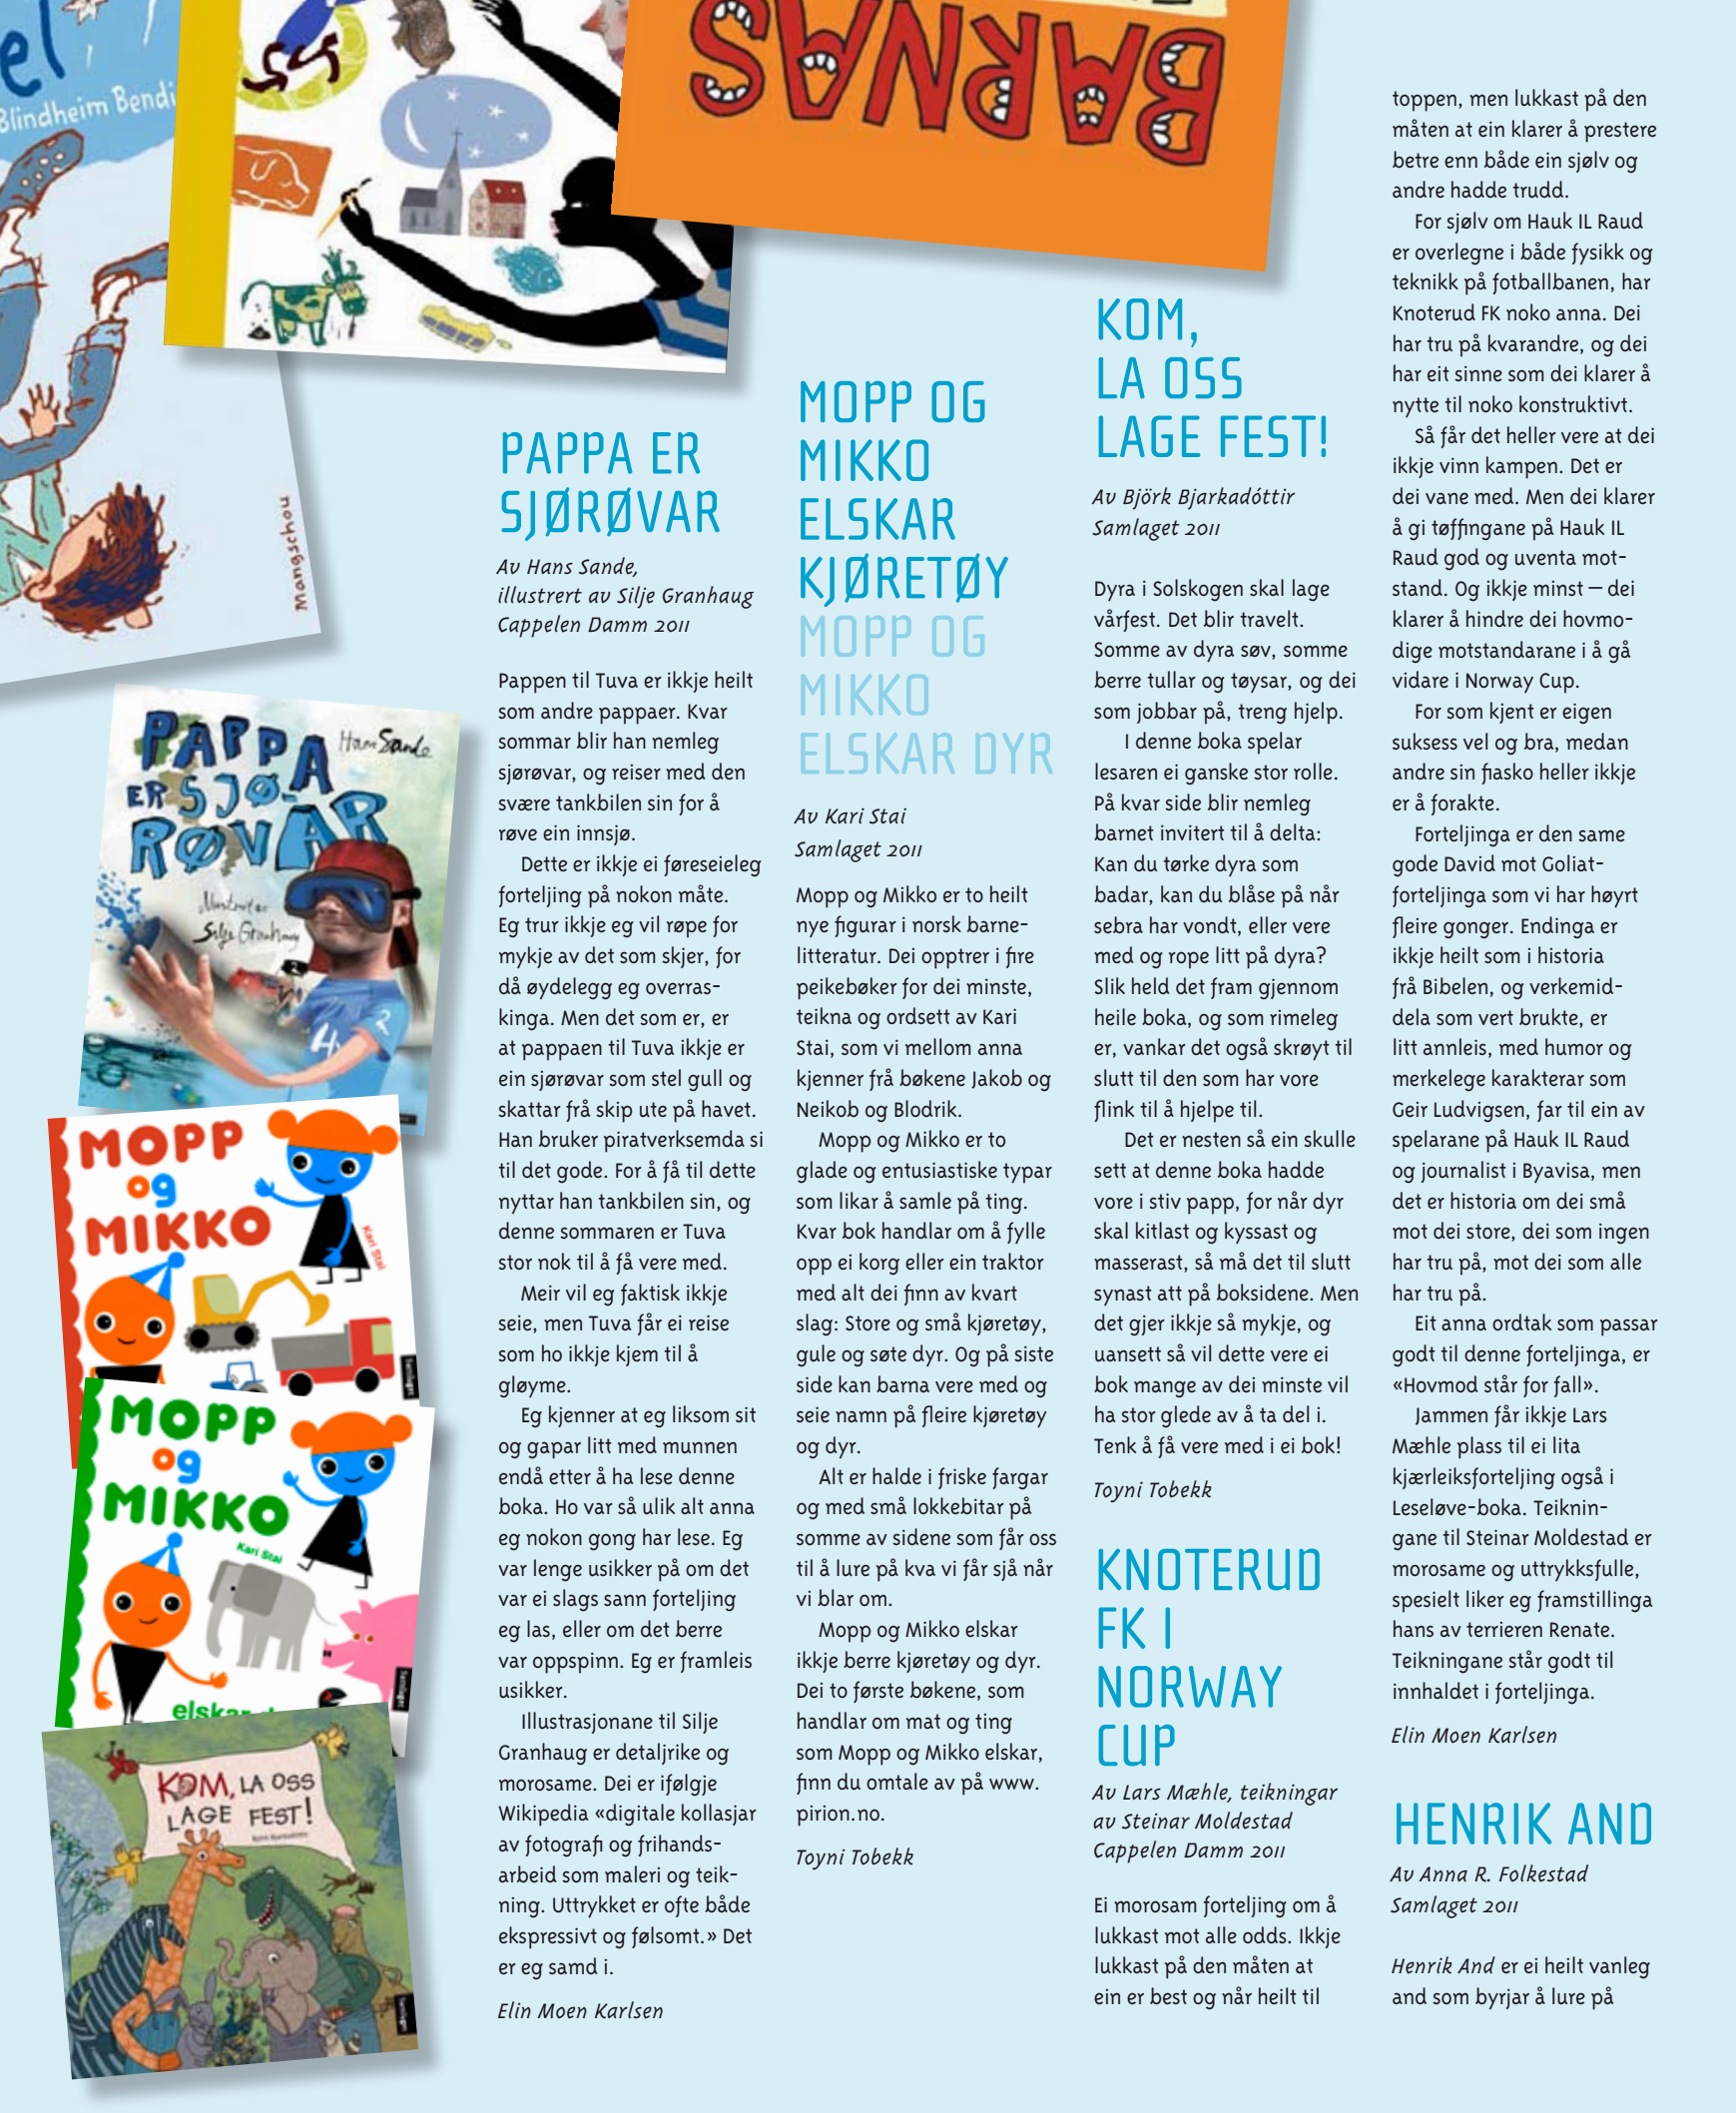 el
Blindheim Bendi
Mangschou
BARNAS
PAPPA
ER SJØ-
RØVAR
Hans Sande
Illustratør
Silje Granhaug
MOPP
og
MIKKO
Kari Stai
Samlaget
MOPP
og
MIKKO
Kari Stai
Samlaget
KOM, LA OSS
LAGE FEST!
Samlaget
PAPPA ER
SJØRØVAR
Av Hans Sande,
illustrert av Silje Granhaug
Cappelen Damm 2011
Pappen til Tuva er ikkje heilt
som andre pappaer. Kvar
sommar blir han nemleg
sjørøvar, og reiser med den
svære tankbilen sin for å
røve ein innsjø.
Dette er ikkje ei føreseieleg
forteljing på nokon måte.
Eg trur ikkje eg vil røpe for
mykje av det som skjer, for
då øydelegg eg overras-
kinga. Men det som er, er
at pappaen til Tuva ikkje er
ein sjørøvar som stel gull og
skattar frå skip ute på havet.
Han bruker piratverksemda si
til det gode. For å få til dette
nyttar han tankbilen sin, og
denne sommaren er Tuva
stor nok til å få vere med.
Meir vil eg faktisk ikkje
seie, men Tuva får ei reise
som ho ikkje kjem til å
gløyme.
Eg kjenner at eg liksom sit
og gapar litt med munnen
endå etter å ha lese denne
boka. Ho var så ulik alt anna
eg nokon gong har lese. Eg
var lenge usikker på om det
var ei slags sann forteljing
eg las, eller om det berre
var oppspinn. Eg er framleis
usikker.
Illustrasjonane til Silje
Granhaug er detaljrike og
morosame. Dei er ifølgje
Wikipedia «digitale kollasjar
av fotografi og frihands-
arbeid som maleri og teik-
ning. Uttrykket er ofte både
ekspressivt og følsomt.» Det
er eg samd i.
Elin Moen Karlsen
MOPP OG
MIKKO
ELSKAR
KJØRETØY
MOPP OG
MIKKO
ELSKAR DYR
Av Kari Stai
Samlaget 2011
Mopp og Mikko er to heilt
nye figurar i norsk barne-
litteratur. Dei opptrer i fire
peikebøker for dei minste,
teikna og ordsett av Kari
Stai, som vi mellom anna
kjenner frå bøkene Jakob og
Neikob og Blodrik.
Mopp og Mikko er to
glade og entusiastiske typar
som likar å samle på ting.
Kvar bok handlar om å fylle
opp ei korg eller ein traktor
med alt dei finn av kvart
slag: Store og små kjøretøy,
gule og søte dyr. Og på siste
side kan barna vere med og
seie namn på fleire kjøretøy
og dyr.
Alt er halde i friske fargar
og med små lokkebitar på
somme av sidene som får oss
til å lure på kva vi får sjå når
vi blar om.
Mopp og Mikko elskar
ikkje berre kjøretøy og dyr.
Dei to første bøkene, som
handlar om mat og ting
som Mopp og Mikko elskar,
finn du omtale av på www.
pirion.no.
Toyni Tobekk
KOM,
LA OSS
LAGE FEST!
Av Björk Bjarkadóttir
Samlaget 2011
Dyra i Solskogen skal lage
vårfest. Det blir travelt.
Somme av dyra søv, somme
berre tullar og tøysar, og dei
som jobbar på, treng hjelp.
I denne boka spelar
lesaren ei ganske stor rolle.
På kvar side blir nemleg
barnet invitert til å delta:
Kan du tørke dyra som
badar, kan du blåse på når
sebra har vondt, eller vere
med og rope litt på dyra?
Slik held det fram gjennom
heile boka, og som rimeleg
er, vankar det også skrøyt til
slutt til den som har vore
flink til å hjelpe til.
Det er nesten så ein skulle
sett at denne boka hadde
vore i stiv papp, for når dyr
skal kitlast og kyssast og
masserast, så må det til slutt
synast att på boksidene. Men
det gjer ikkje så mykje, og
uansett så vil dette vere ei
bok mange av dei minste vil
ha stor glede av å ta del i.
Tenk å få vere med i ei bok!
Toyni Tobekk
KNOTERUD
FK I
NORWAY
CUP
Av Lars Mæhle, teikningar
av Steinar Moldestad
Cappelen Damm 2011
Ei morosam forteljing om å
lukkast mot alle odds. Ikkje
lukkast på den måten at
ein er best og når heilt til
toppen, men lukkast på den
måten at ein klarer å prestere
betre enn både ein sjølv og
andre hadde trudd.
For sjølv om Hauk IL Raud
er overlegne i både fysikk og
teknikk på fotballbanen, har
Knoterud FK noko anna. Dei
har tru på kvarandre, og dei
har eit sinne som dei klarer å
nytte til noko konstruktivt.
Så får det heller vere at dei
ikkje vinn kampen. Det er
dei vane med. Men dei klarer
å gi tøffingane på Hauk IL
Raud god og uventa mot-
stand. Og ikkje minst – dei
klarer å hindre dei hovmo-
dige motstandarane i å gå
vidare i Norway Cup.
For som kjent er eigen
suksess vel og bra, medan
andre sin fiasko heller ikkje
er å forakte.
Forteljinga er den same
gode David mot Goliat-
forteljinga som vi har høyrt
fleire gonger. Endinga er
ikkje heilt som i historia
frå Bibelen, og verkemid-
dela som vert brukte, er
litt annleis, med humor og
merkelege karakterar som
Geir Ludvigsen, far til ein av
spelarane på Hauk IL Raud
og journalist i Byavisa, men
det er historia om dei små
mot dei store, dei som ingen
har tru på, mot dei som alle
har tru på.
Eit anna ordtak som passar
godt til denne forteljinga, er
«Hovmod står for fall».
Jammen får ikkje Lars
Mæhle plass til ei lita
kjærleiksforteljing også i
Leseløve-boka. Teiknin-
gane til Steinar Moldestad er
morosame og uttrykksfulle,
spesielt liker eg framstillinga
hans av terrieren Renate.
Teikningane står godt til
innhaldet i forteljinga.
Elin Moen Karlsen
HENRIK AND
Av Anna R. Folkestad
Samlaget 2011
Henrik And er ei heilt vanleg
and som byrjar å lure på